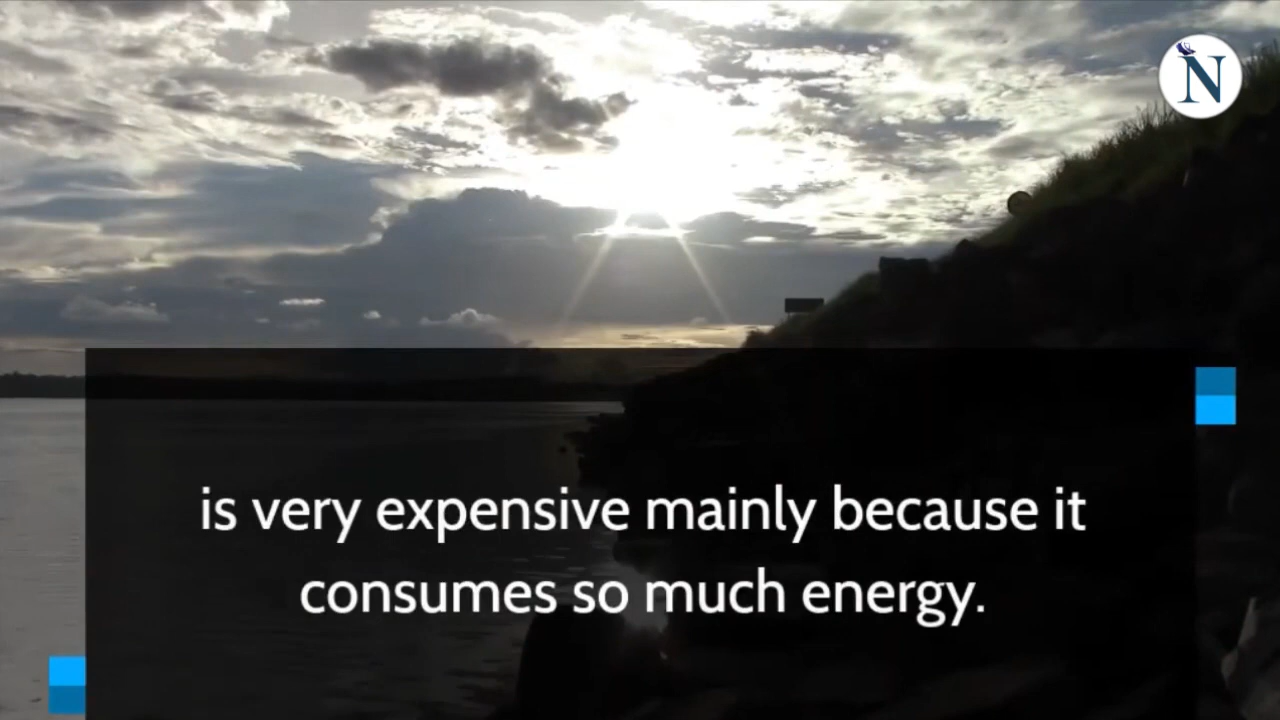 N
is very expensive mainly because it
consumes so much energy.